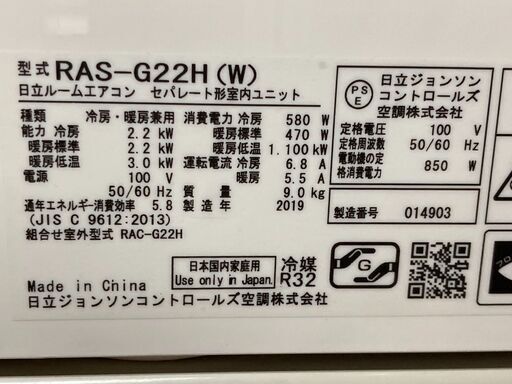 型式 RAS-G22H(W)
日立ルームエアコン セパレート形室内ユニット
種類 冷房・暖房兼用
能力 冷房 2.2 kW
暖房標準 2.2 kW
暖房低温 3.0 kW
電源 100 V
50/60 Hz
消費電力 冷房 580 W
暖房標準 470 W
暖房低温 1.100 kW
運転電流 冷房 6.8 A
暖房 5.5 A
質量 9.0 kg
通年エネルギー消費効率 5.8
製造年 2019
(JIS C 9612:2013)
組合せ室外型式 RAC-G22H
PSE
日立ジョンソン
コントロールズ
空調株式会社
定格電圧 100 V
定格周波数 50/60 Hz
電動機の定格消費電力 850 W
製造番号 014903
Made in China
日本国内家庭用
Use only in Japan
冷媒
R32
G
日立ジョンソンコントロールズ空調株式会社